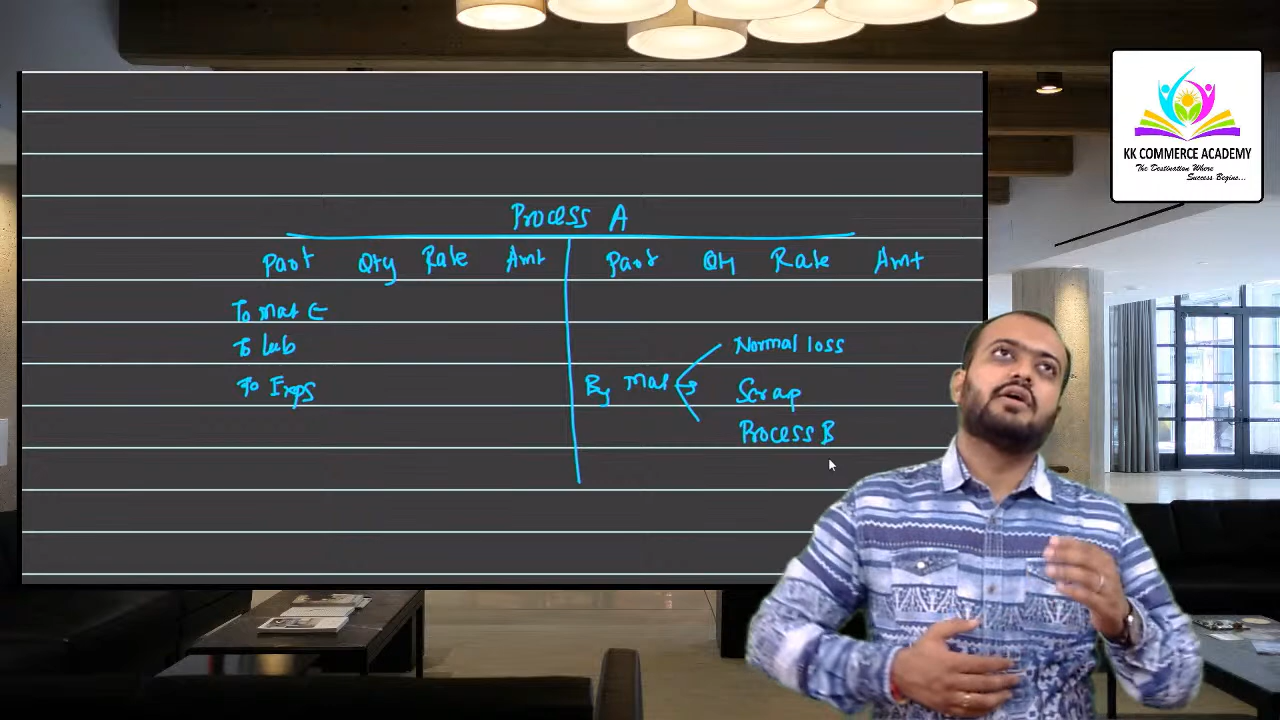 Process A
Part Qty Rate Amt Part Qty Rate Amt
To Mat
To Lab
To Exps
By Mat
Normal loss
Scrap
Process B
KK COMMERCE ACADEMY
The Destination Where
Success Begins...